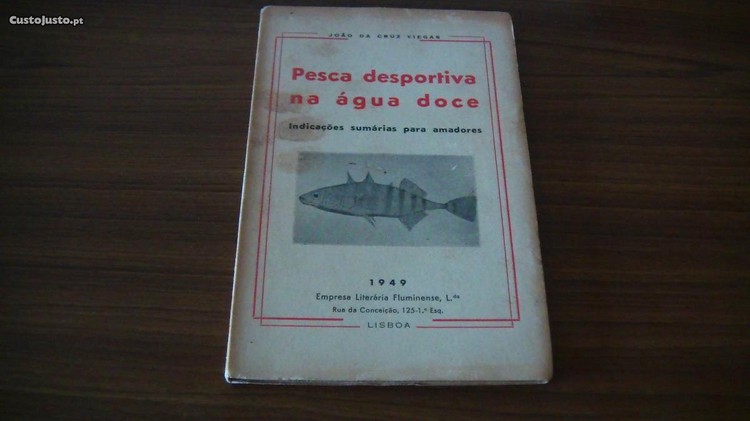 CustoJusto.pt
JOÃO DA CRUZ VIEGAS
Pesca desportiva
na água doce
Indicações sumárias para amadores
1949
Empresa Literária Fluminense, L.da
Rua da Conceição, 125-1.º Esq.
LISBOA